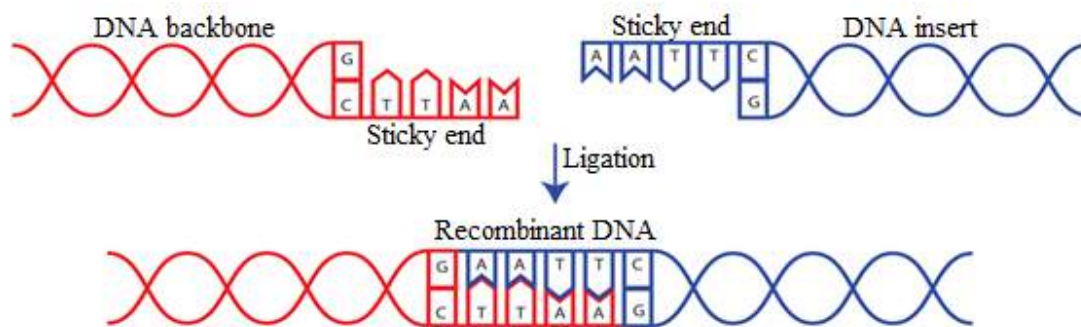 DNA backbone
Sticky end
DNA insert
G
C T T A A
Sticky end
A A T T C
G
Ligation
Recombinant DNA
G A A T T C
C T T A A G